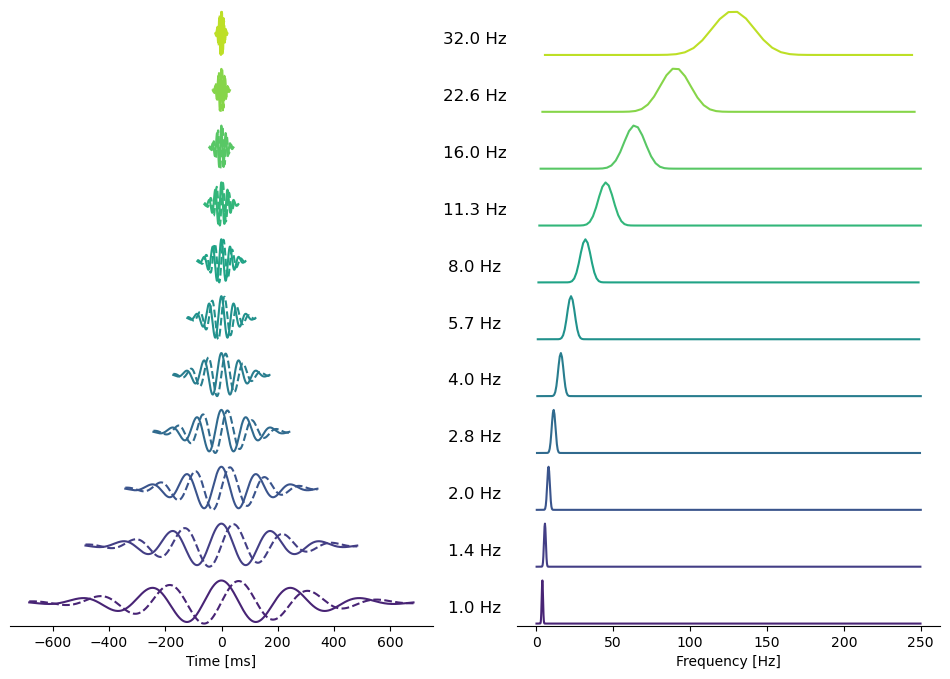 32.0 Hz
22.6 Hz
16.0 Hz
11.3 Hz
8.0 Hz
5.7 Hz
4.0 Hz
2.8 Hz
2.0 Hz
1.4 Hz
1.0 Hz
−600 −400 −200 0 200 400 600
Time [ms]
0 50 100 150 200 250
Frequency [Hz]